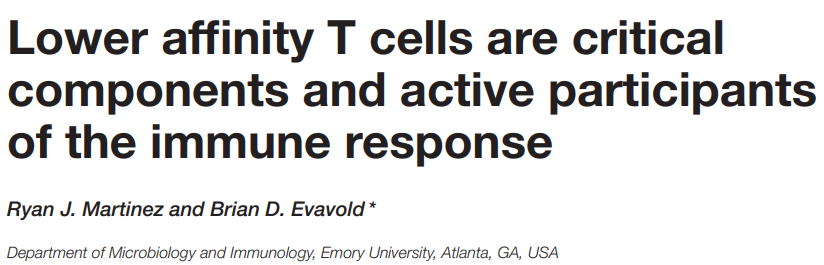 Lower affinity T cells are critical
components and active participants
of the immune response
Ryan J. Martinez and Brian D. Evavold*
Department of Microbiology and Immunology, Emory University, Atlanta, GA, USA